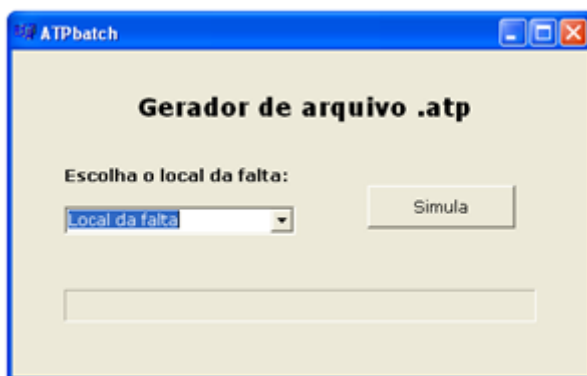 ATPbatch
Gerador de arquivo .atp
Escolha o local da falta:
Local da falta
Simula